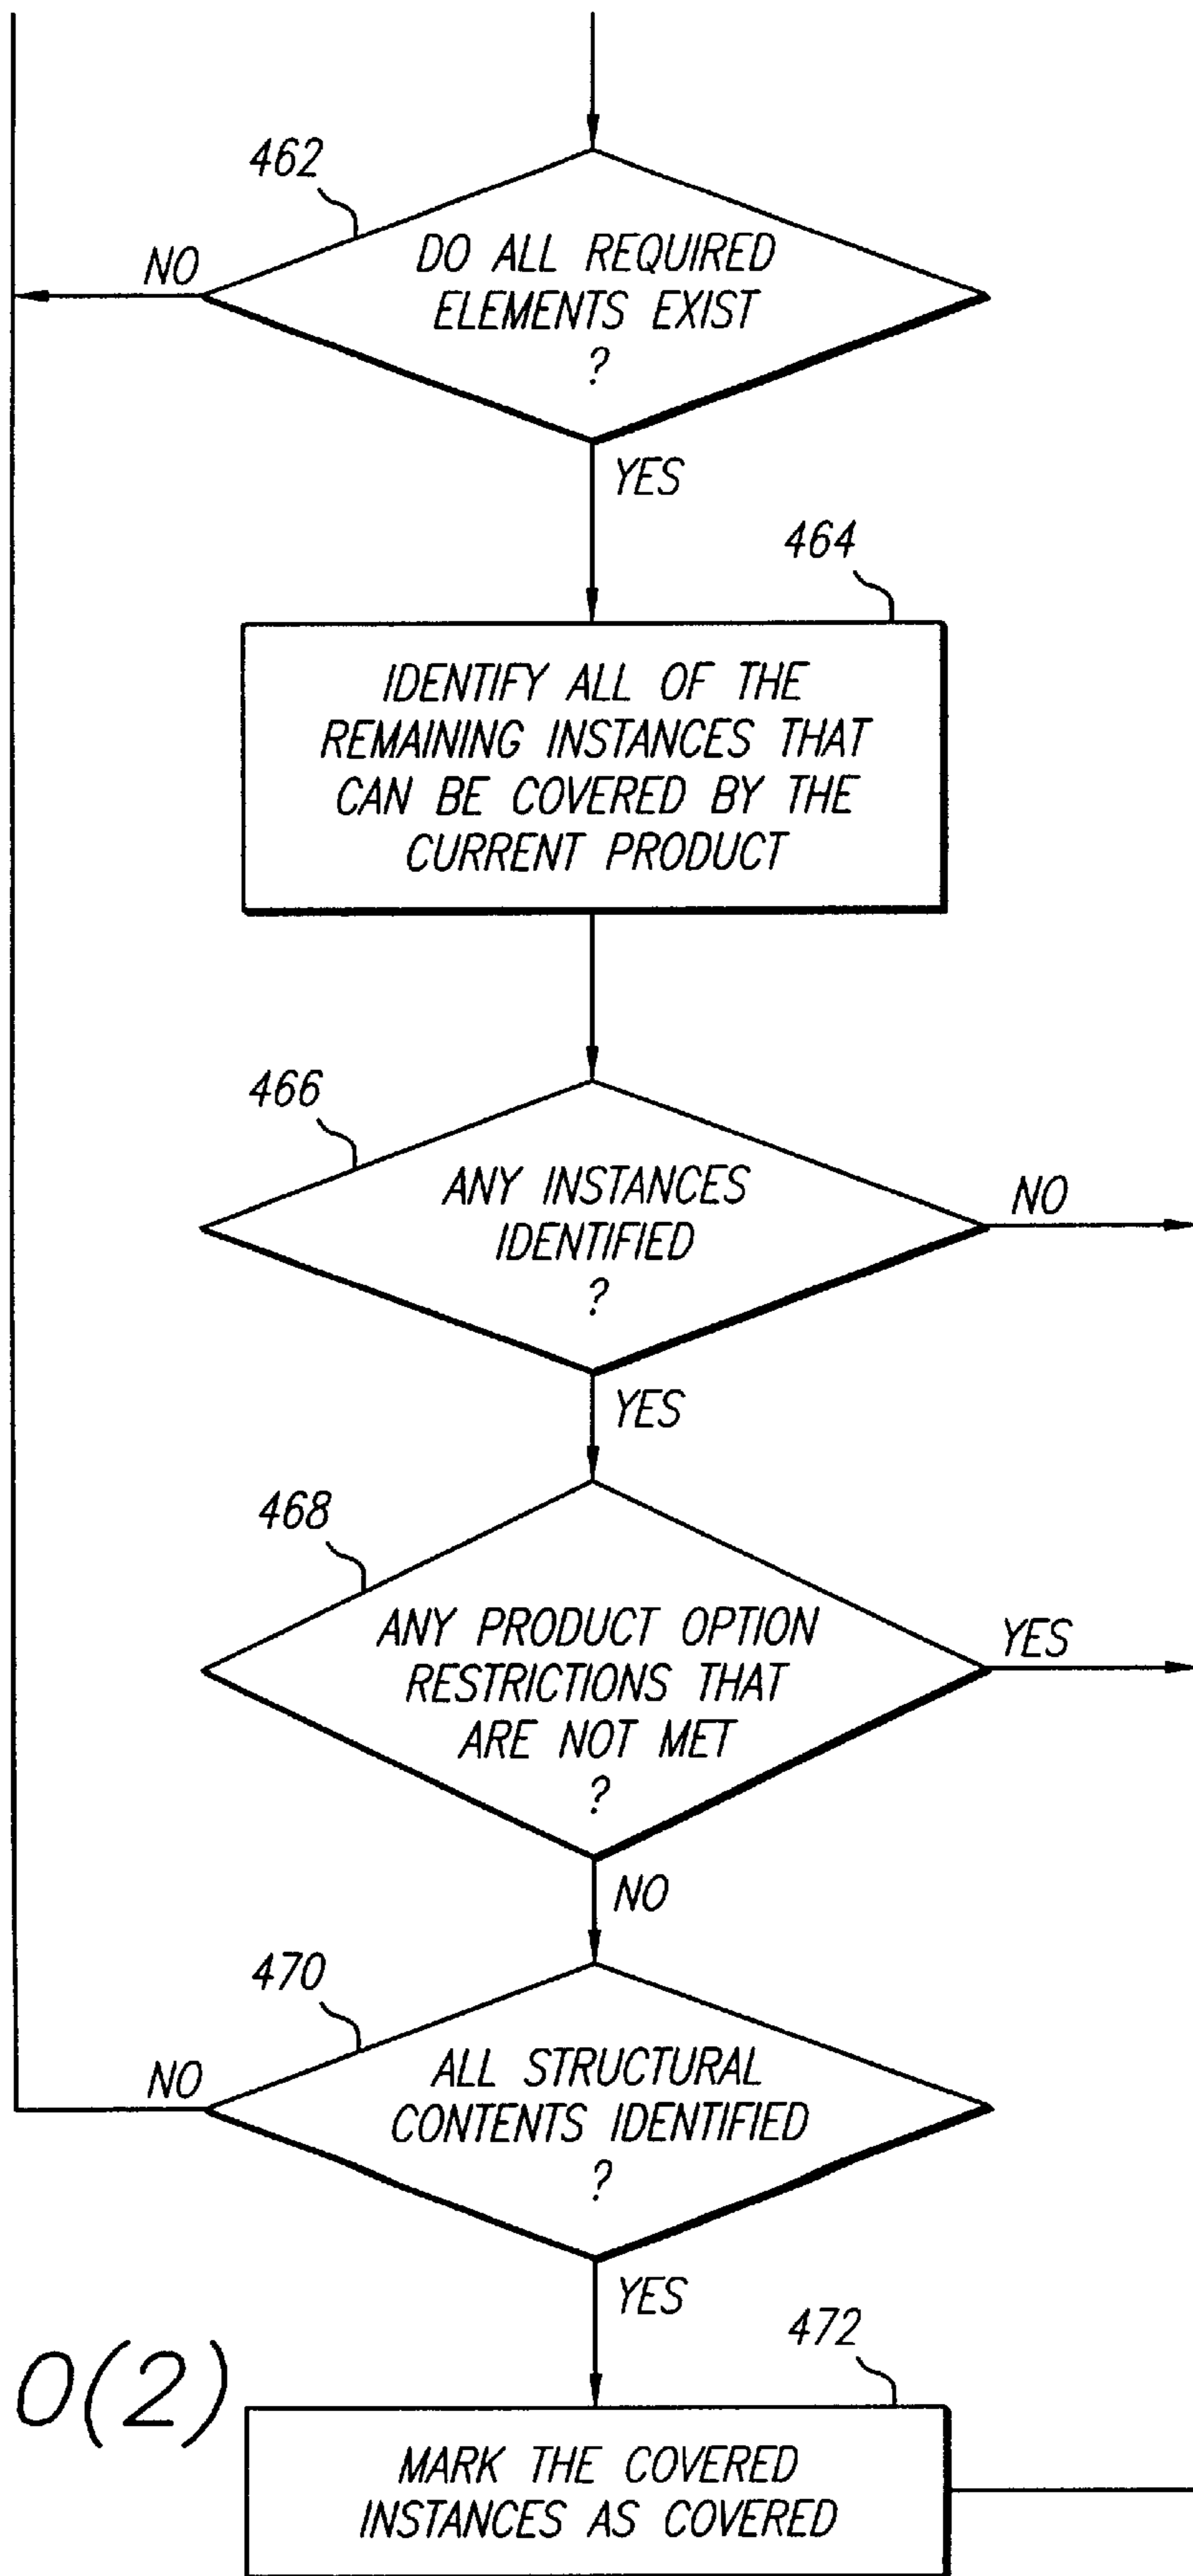 462
NO
DO ALL REQUIRED
ELEMENTS EXIST
?
YES
464
IDENTIFY ALL OF THE
REMAINING INSTANCES THAT
CAN BE COVERED BY THE
CURRENT PRODUCT
466
ANY INSTANCES
IDENTIFIED
?
NO
YES
468
ANY PRODUCT OPTION
RESTRICTIONS THAT
ARE NOT MET
?
YES
NO
470
NO
ALL STRUCTURAL
CONTENTS IDENTIFIED
?
YES
0(2)
472
MARK THE COVERED
INSTANCES AS COVERED